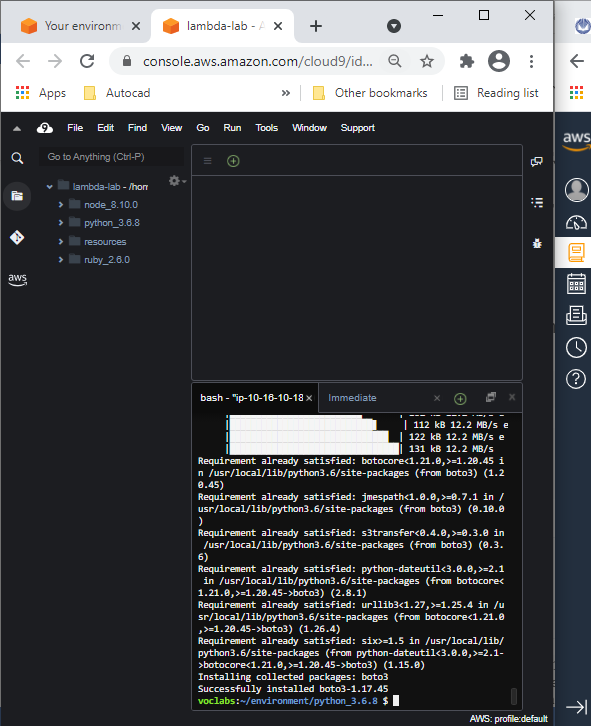 Your environm
lambda-lab - A
console.aws.amazon.com/cloud9/id...
Apps
Autocad
»
Other bookmarks
Reading list
9
File Edit Find View Go Run Tools Window Support
Go to Anything (Ctrl-P)
lambda-lab - /hom
node_8.10.0
python_3.6.8
resources
ruby_2.6.0
aws
aws
bash - "ip-10-16-10-18
Immediate
| 112 kB 12.2 MB/s e
| 122 kB 12.2 MB/s e
| 131 kB 12.2 MB/s
Requirement already satisfied: botocore<1.21.0,>=1.20.45 i
n /usr/local/lib/python3.6/site-packages (from boto3) (1.2
0.45)
Requirement already satisfied: jmespath<1.0.0,>=0.7.1 in /
usr/local/lib/python3.6/site-packages (from boto3) (0.10.0
)
Requirement already satisfied: s3transfer<0.4.0,>=0.3.0 in
/usr/local/lib/python3.6/site-packages (from boto3) (0.3.
6)
Requirement already satisfied: python-dateutil<3.0.0,>=2.1
in /usr/local/lib/python3.6/site-packages (from botocore<
1.21.0,>=1.20.45->boto3) (2.8.1)
Requirement already satisfied: urllib3<1.27,>=1.25.4 in /u
sr/local/lib/python3.6/site-packages (from botocore<1.21.0
,>=1.20.45->boto3) (1.26.4)
Requirement already satisfied: six>=1.5 in /usr/local/lib/
python3.6/site-packages (from python-dateutil<3.0.0,>=2.1-
>botocore<1.21.0,>=1.20.45->boto3) (1.15.0)
Installing collected packages: boto3
Successfully installed boto3-1.17.45
voclabs:~/environment/python_3.6.8 $
AWS: profile:default